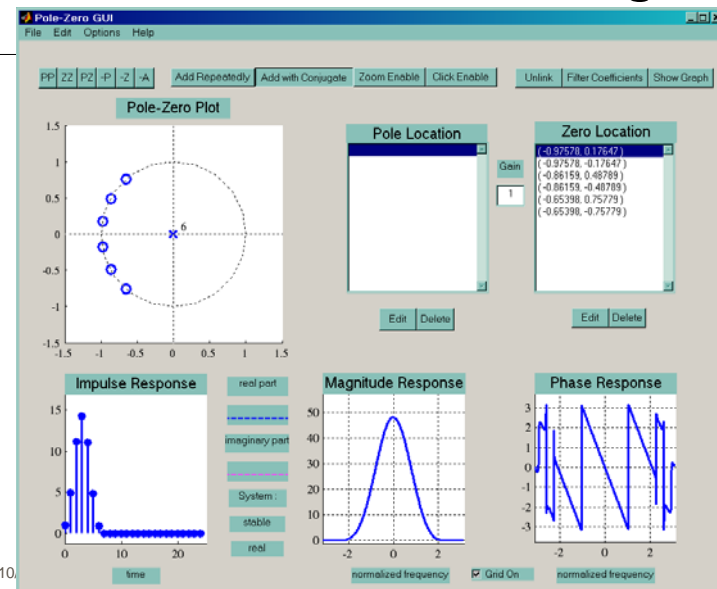 Pole-Zero GUI
File Edit Options Help
PP ZZ PZ -P -Z -A Add Repeatedly Add with Conjugate Zoom Enable Click Enable Unlink Filter Coefficients Show Graph
Pole-Zero Plot
1.5
1
0.5
0
-0.5
-1
-1.5
-1.5 -1 -0.5 0 0.5 1 1.5
6
Pole Location
Edit Delete
Gain
1
Zero Location
( -0.97578, 0.17647 )
( -0.97578, -0.17647 )
( -0.86159, 0.48789 )
( -0.86159, -0.48789 )
( -0.65398, 0.75779 )
( -0.65398, -0.75779 )
Edit Delete
Impulse Response
15
10
5
0
0 10 20
time
real part
imaginary part
System :
stable
real
Magnitude Response
50
40
30
20
10
0
-2 0 2
normalized frequency
Grid On
Phase Response
3
2
1
0
-1
-2
-3
-2 0 2
normalized frequency